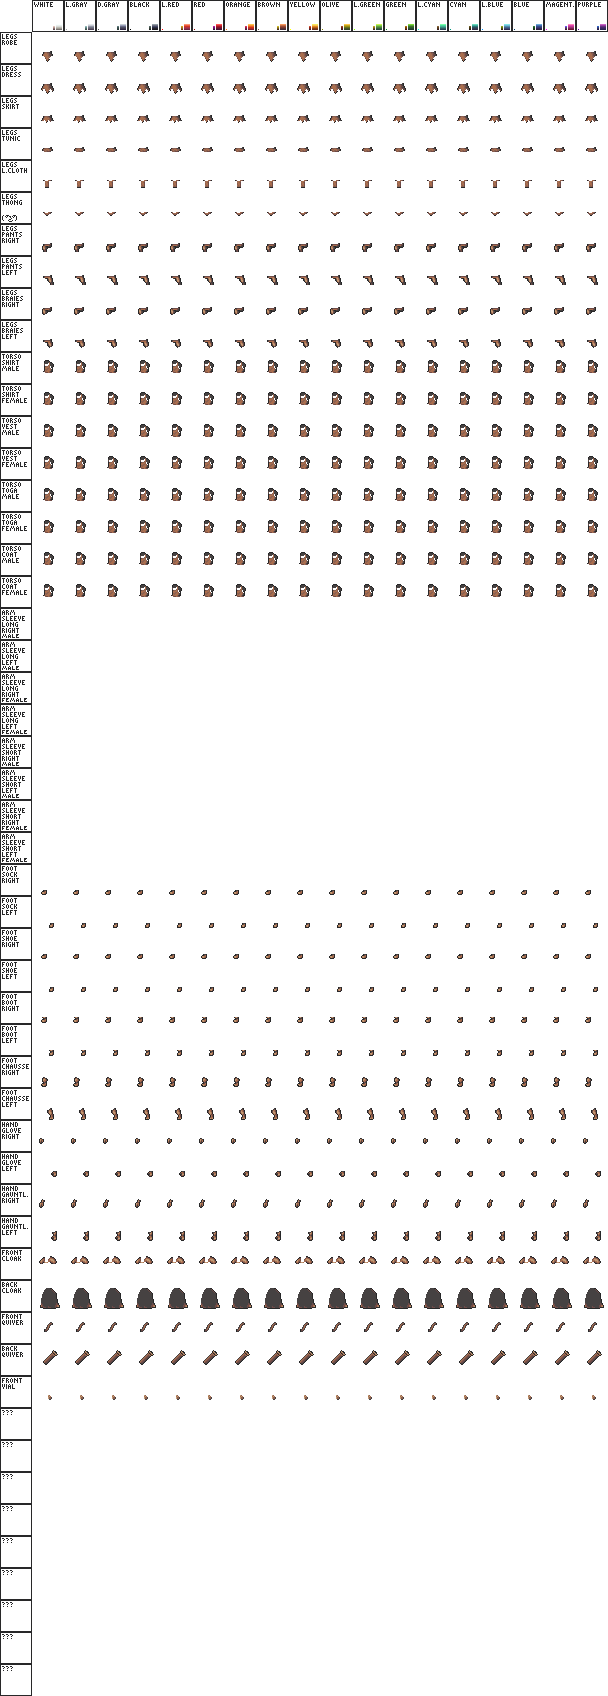 WHITE L.GRAY D.GRAY BLACK L.RED RED ORANGE BROWN YELLOW OLIVE L.GREEN GREEN L.CYAN CYAN L.BLUE BLUE MAGENT. PURPLE
LEGS
ROBE
LEGS
DRESS
LEGS
SKIRT
LEGS
TUNIC
LEGS
L.CLOTH
LEGS
THONG
LEGS
PANTS
RIGHT
LEGS
PANTS
LEFT
LEGS
BRAIES
RIGHT
LEGS
BRAIES
LEFT
TORSO
SHIRT
MALE
TORSO
SHIRT
FEMALE
TORSO
VEST
MALE
TORSO
VEST
FEMALE
TORSO
TOGA
MALE
TORSO
TOGA
FEMALE
TORSO
COAT
MALE
TORSO
COAT
FEMALE
ARM
SLEEVE
LONG
RIGHT
MALE
ARM
SLEEVE
LONG
LEFT
MALE
ARM
SLEEVE
LONG
RIGHT
FEMALE
ARM
SLEEVE
LONG
LEFT
FEMALE
ARM
SLEEVE
SHORT
RIGHT
MALE
ARM
SLEEVE
SHORT
LEFT
MALE
ARM
SLEEVE
SHORT
RIGHT
FEMALE
ARM
SLEEVE
SHORT
LEFT
FEMALE
FOOT
SOCK
RIGHT
FOOT
SOCK
LEFT
FOOT
SHOE
RIGHT
FOOT
SHOE
LEFT
FOOT
BOOT
RIGHT
FOOT
BOOT
LEFT
FOOT
CHAUSSE
RIGHT
FOOT
CHAUSSE
LEFT
HAND
GLOVE
RIGHT
HAND
GLOVE
LEFT
HAND
GAUNTL.
RIGHT
HAND
GAUNTL.
LEFT
FRONT
CLOAK
BACK
CLOAK
FRONT
QUIVER
BACK
QUIVER
FRONT
VIAL
???
???
???
???
???
???
???
???
???